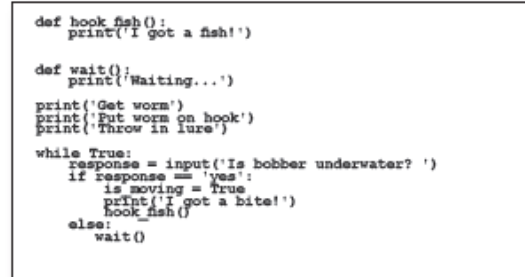 def hook_fish():
    print('I got a fish!')
def wait():
    print('Waiting...')
print('Get worm')
print('Put worm on hook')
print('Throw in lure')
while True:
    response = input('Is bobber underwater? ')
    if response == 'yes':
        is_moving = True
        print('I got a bite!')
        hook_fish()
    else:
        wait()